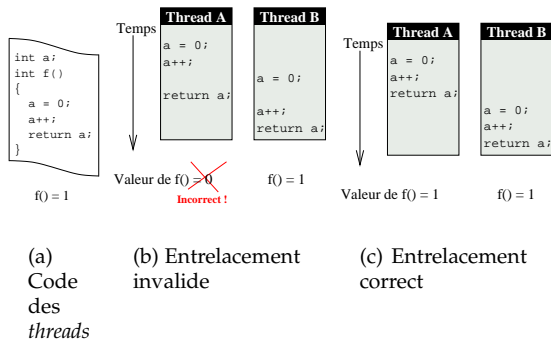 int a;
int f()
{
a = 0;
a++;
return a;
}
f() = 1
(a)
Code
des
threads
Temps
Thread A
a = 0;
a++;
return a;
Thread B
a = 0;
a++;
return a;
Valeur de f() = 0
Incorrect !
f() = 1
(b) Entrelacement
invalide
Temps
Thread A
a = 0;
a++;
return a;
Thread B
a = 0;
a++;
return a;
Valeur de f() = 1
f() = 1
(c) Entrelacement
correct